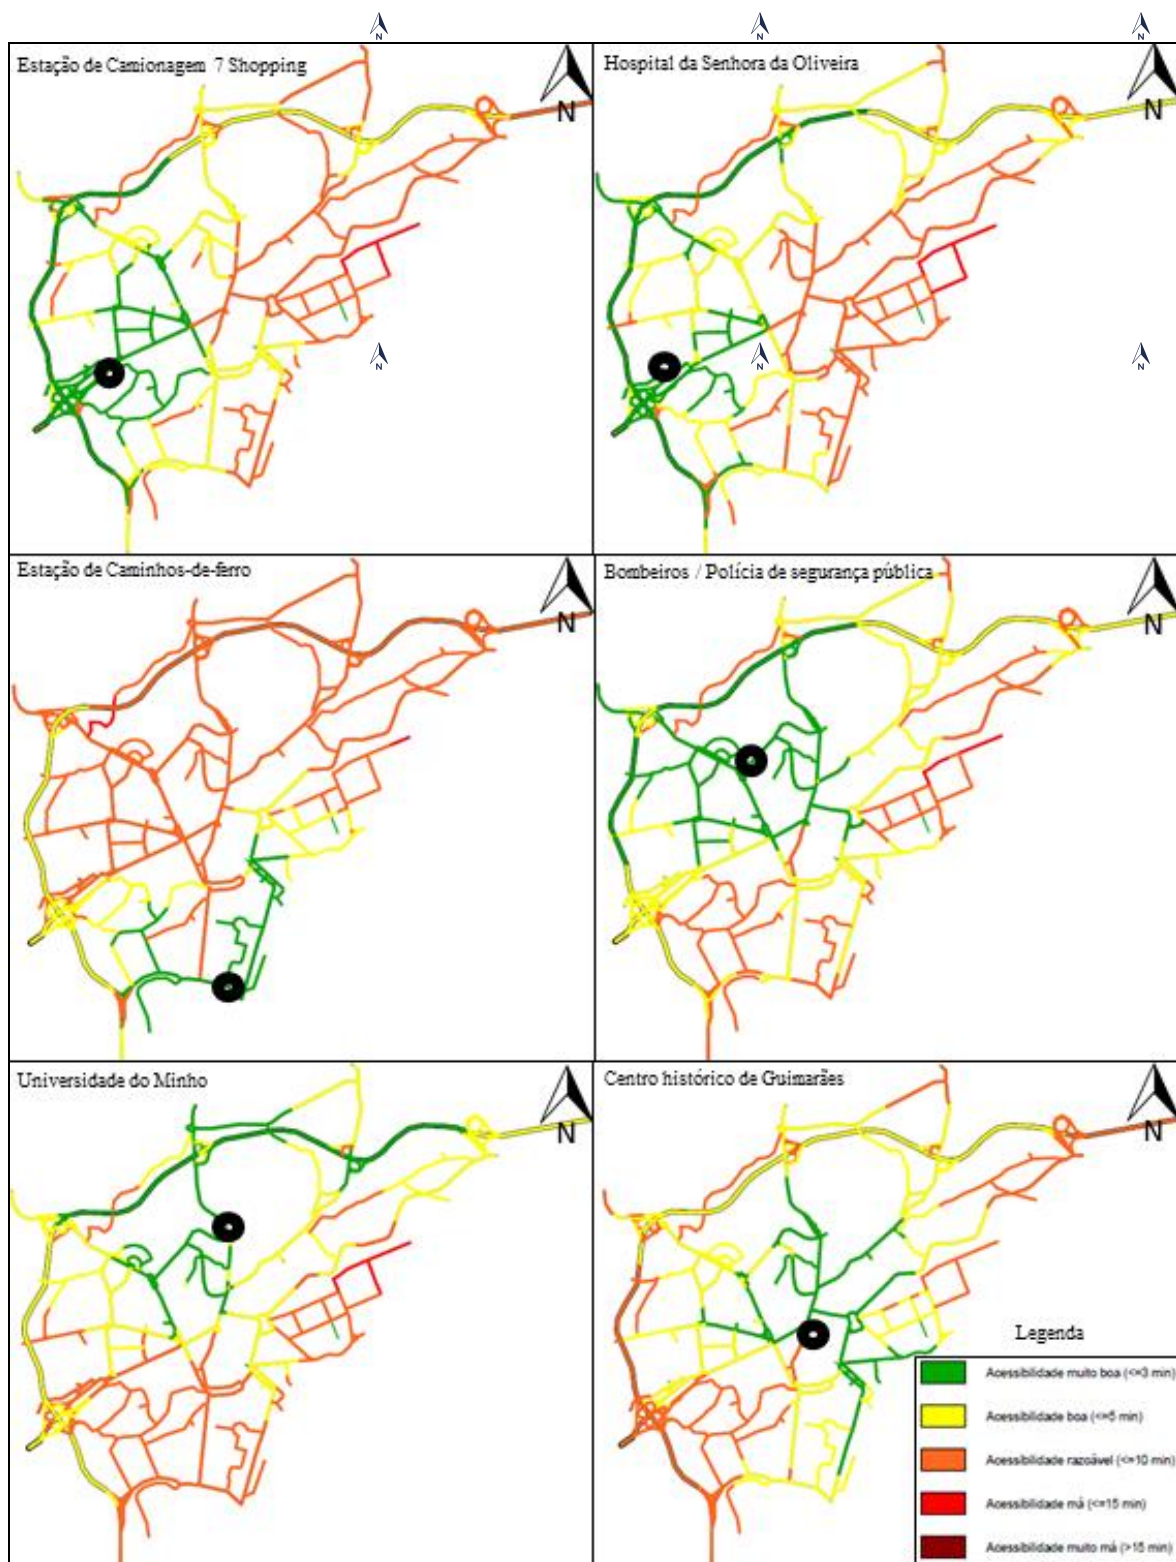 N N N
Estação de Camionagem 7 Shopping
N
Hospital da Senhora da Oliveira
N
N N N
Estação de Caminhos-de-ferro
N
Bombeiros / Polícia de segurança pública
N
Universidade do Minho
N
Centro histórico de Guimarães
N
Legenda
Acessibilidade muito boa (<=3 min)
Acessibilidade boa (<=5 min)
Acessibilidade razoável (<=10 min)
Acessibilidade má (<=15 min)
Acessibilidade muito má (>15 min)